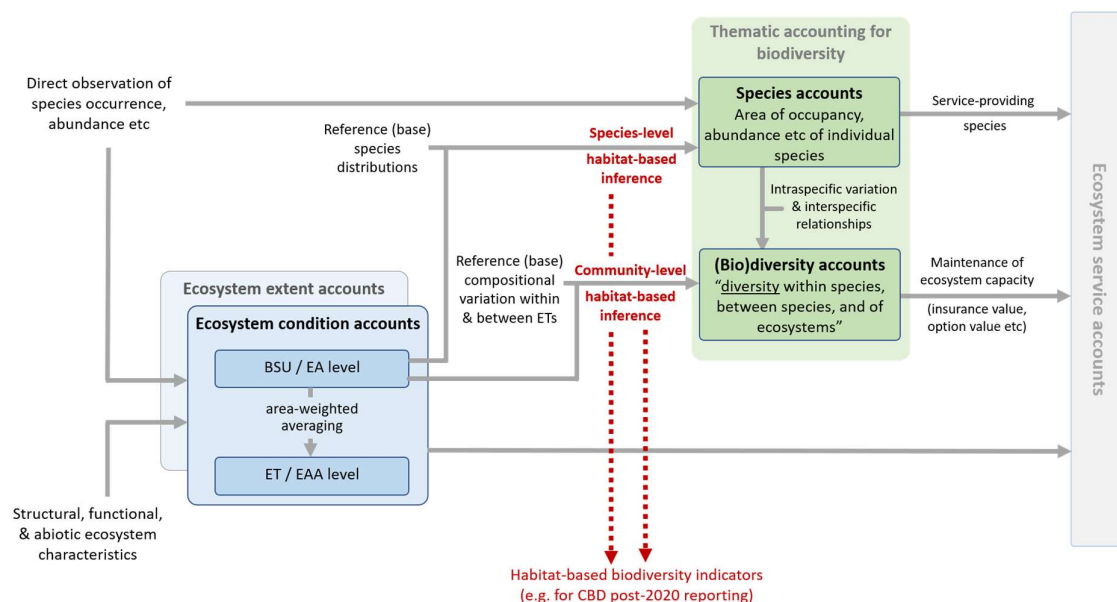 Thematic accounting for
biodiversity
Direct observation of
species occurrence,
abundance etc
Species accounts
Area of occupancy,
abundance etc of individual
species
Service-providing
species
Reference (base)
species
distributions
Species-level
habitat-based
inference
Intraspecific variation
& interspecific
relationships
Reference (base)
compositional
variation within
& between ETs
Community-level
habitat-based
inference
(Bio)diversity accounts
“diversity within species,
between species, and of
ecosystems”
Maintenance of
ecosystem capacity
(insurance value,
option value etc)
Ecosystem service accounts
Ecosystem extent accounts
Ecosystem condition accounts
BSU / EA level
area-weighted
averaging
ET / EAA level
Structural, functional,
& abiotic ecosystem
characteristics
Habitat-based biodiversity indicators
(e.g. for CBD post-2020 reporting)